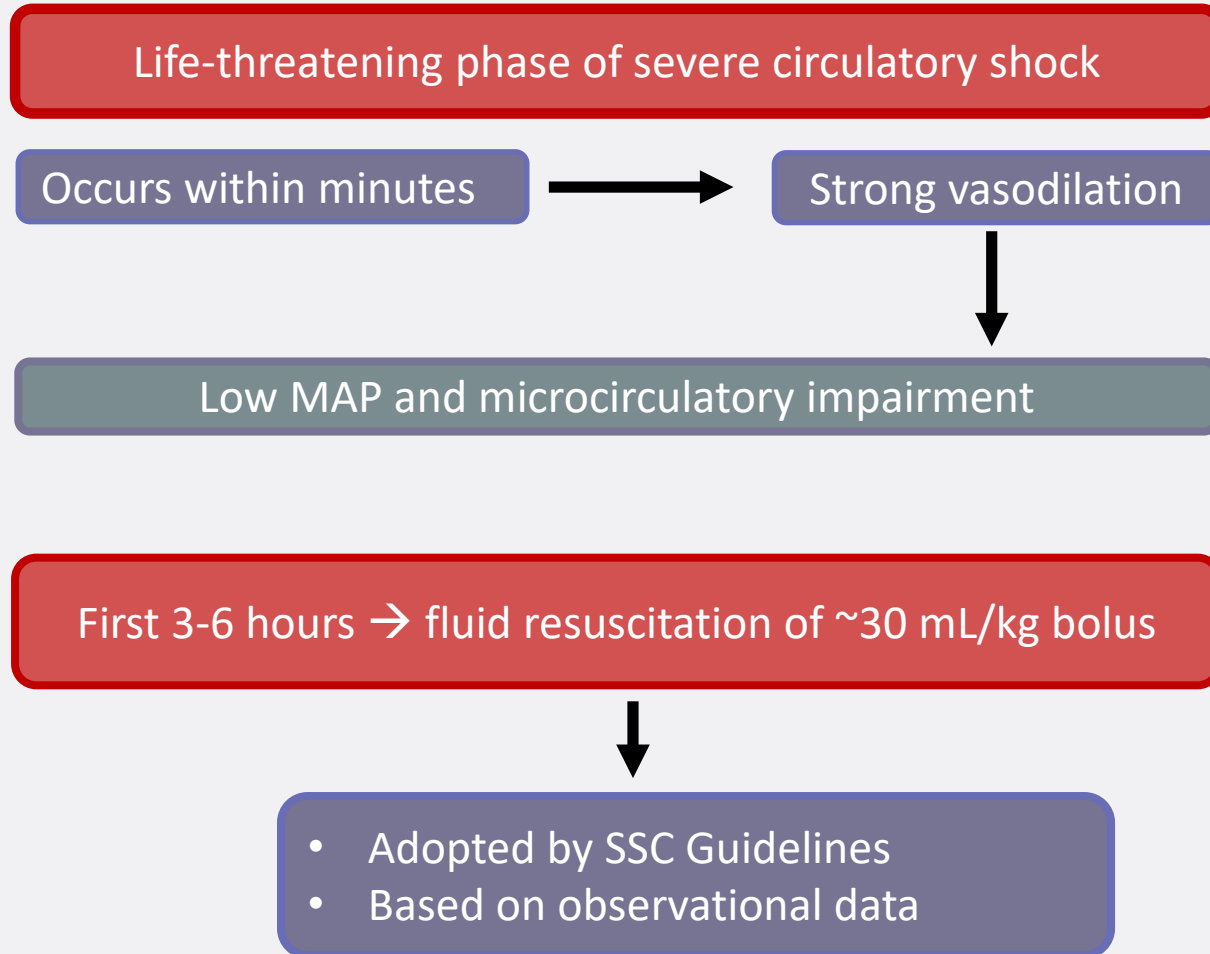 Life-threatening phase of severe circulatory shock
Occurs within minutes
Strong vasodilation
Low MAP and microcirculatory impairment
First 3-6 hours → fluid resuscitation of ~30 mL/kg bolus
• Adopted by SSC Guidelines
• Based on observational data